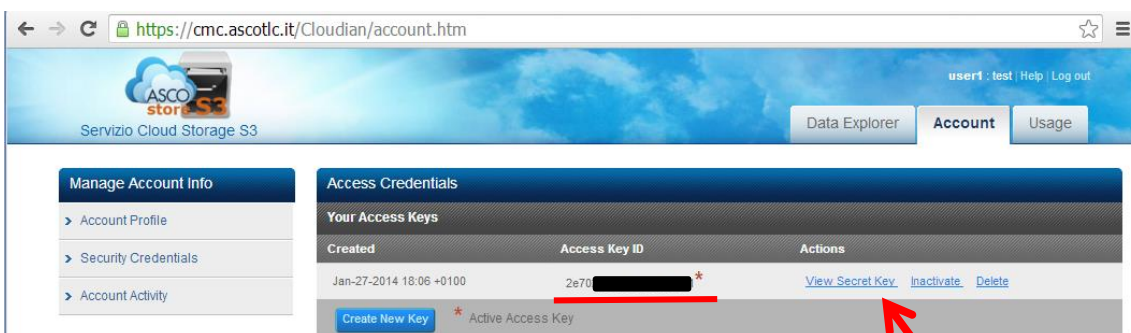 https://cmc.ascotlc.it/Cloudian/account.htm
user1 : test | Help | Log out
ASCO
store S3
Servizio Cloud Storage S3
Data Explorer Account Usage
Manage Account Info
Account Profile
Security Credentials
Account Activity
Access Credentials
Your Access Keys
Created Access Key ID Actions
Jan-27-2014 18:06 +0100 2e70 * View Secret Key Inactivate Delete
Create New Key * Active Access Key